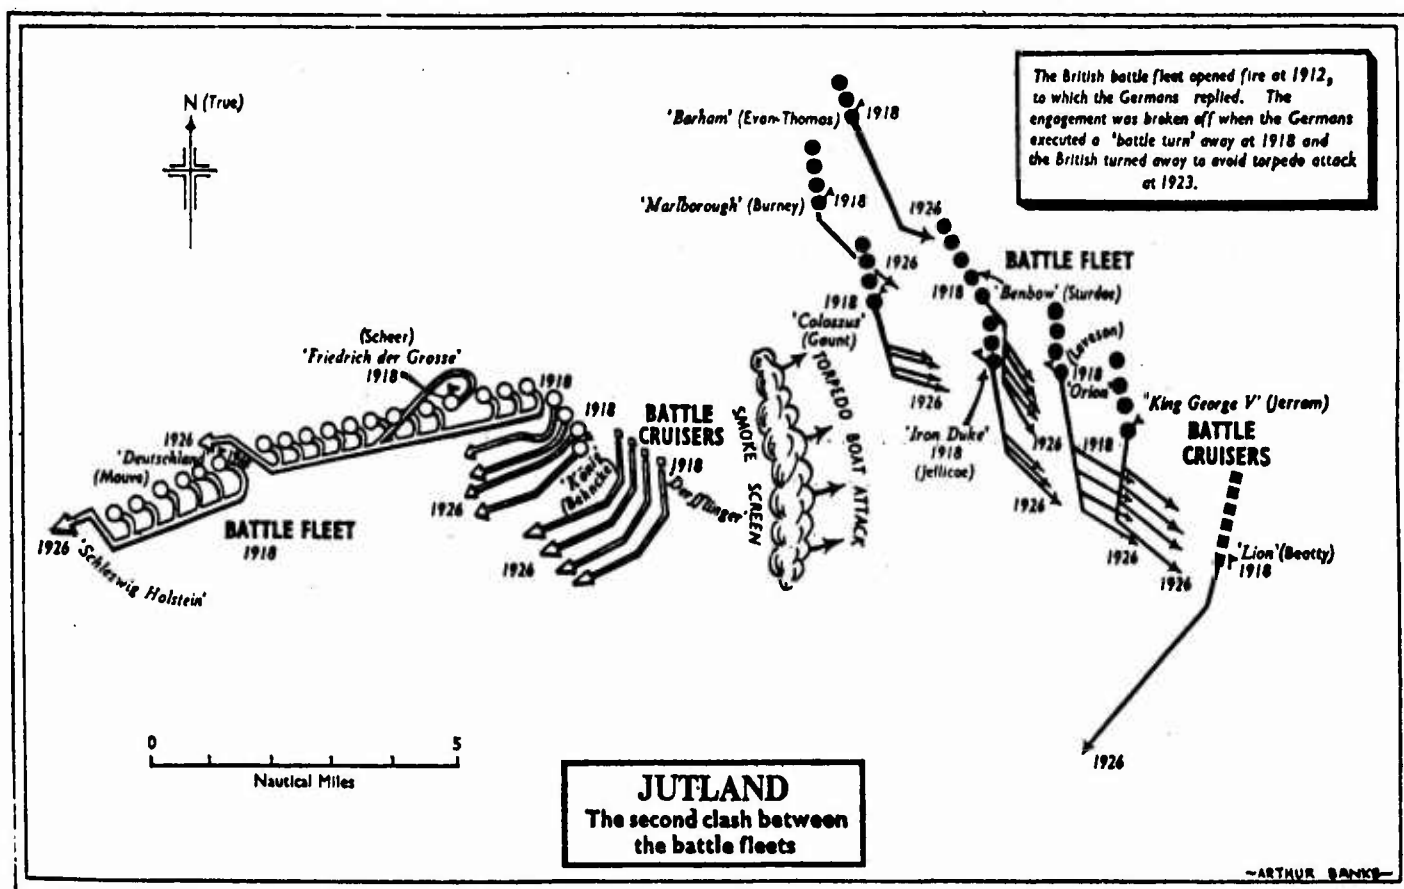 The British battle fleet opened fire at 1912,
to which the Germans replied. The
engagement was broken off when the Germans
executed a 'battle turn' away at 1918 and
the British turned away to avoid torpedo attack
at 1923.
N (True)
'Barham' (Evan-Thomas)
1918
'Marlborough' (Burney)
1918
1926
BATTLE FLEET
1926
1918
'Benbow' (Sturdee)
1918
'Colossus'
(Gaunt)
1926
(Leveson)
1918
'Orion'
'King George V' (Jerram)
BATTLE
CRUISERS
1918
'Iron Duke'
1918
(Jellicoe)
1926
1926
1926
1926
'Lion' (Beatty)
1918
1926
(Scheer)
'Friedrich der Grosse'
1918
1918
1918
BATTLE
CRUISERS
1918
'Derfflinger'
SMOKE SCREEN
TORPEDO BOAT ATTACK
'König'
(Behncke)
1926
1926
1926
'Deutschland'
(Mauve)
BATTLE FLEET
1918
1926
'Schleswig Holstein'
0 5
Nautical Miles
JUTLAND
The second clash between
the battle fleets
~ARTHUR BANKS~